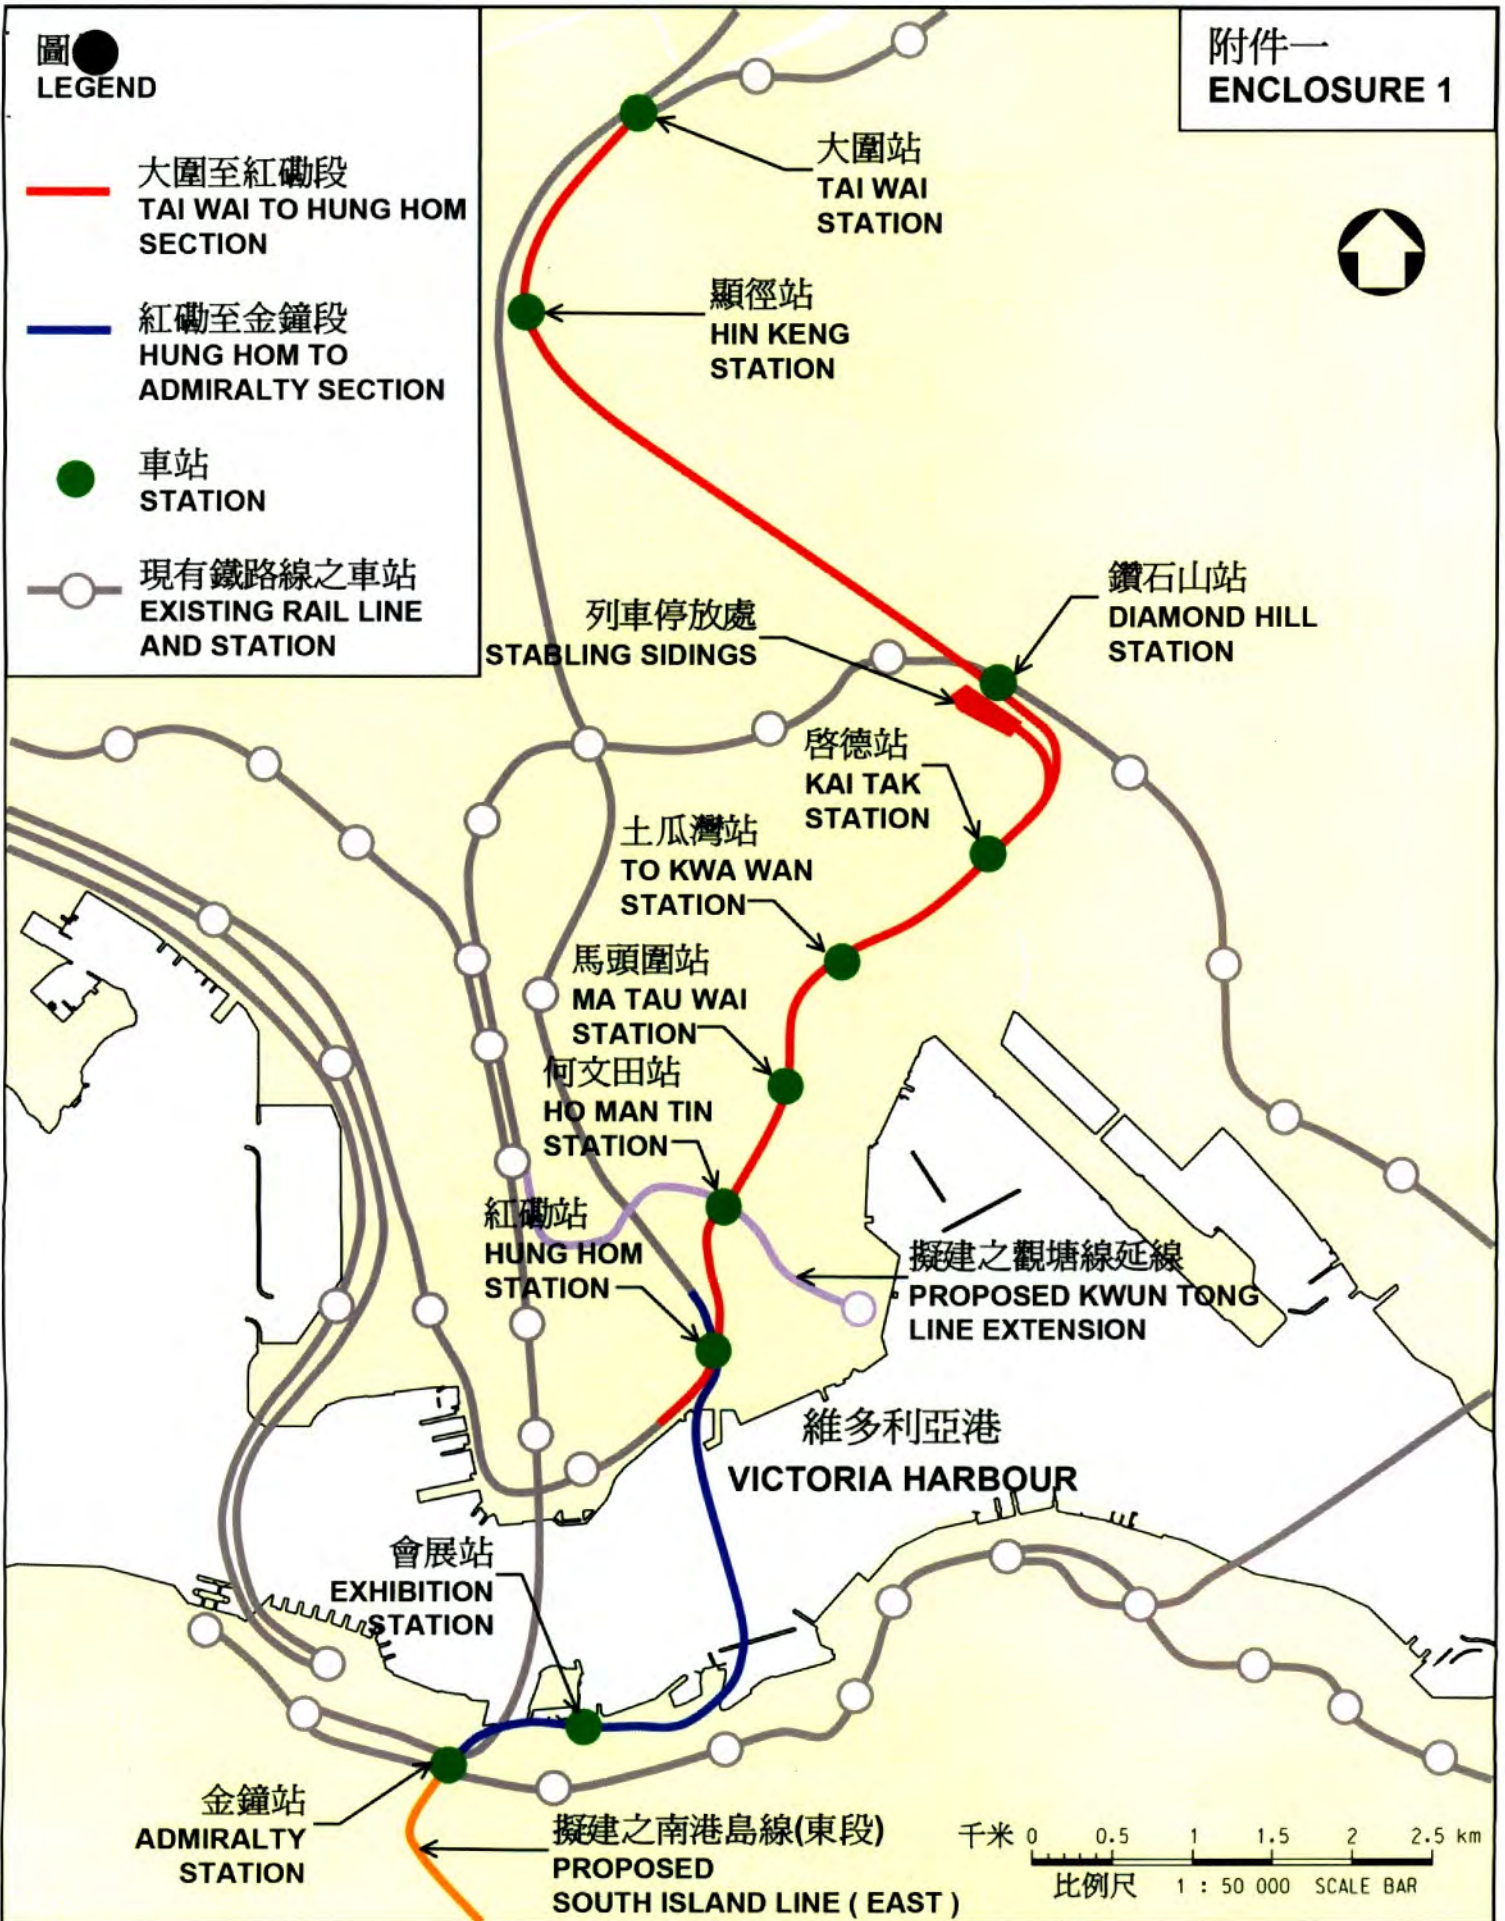 圖
LEGEND
大圍至紅磡段
TAI WAI TO HUNG HOM
SECTION
紅磡至金鐘段
HUNG HOM TO
ADMIRALTY SECTION
車站
STATION
現有鐵路線之車站
EXISTING RAIL LINE
AND STATION
附件一
ENCLOSURE 1
大圍站
TAI WAI
STATION
顯徑站
HIN KENG
STATION
鑽石山站
DIAMOND HILL
STATION
列車停放處
STABLING SIDINGS
啓德站
KAI TAK
STATION
土瓜灣站
TO KWA WAN
STATION
馬頭圍站
MA TAU WAI
STATION
何文田站
HO MAN TIN
STATION
紅磡站
HUNG HOM
STATION
擬建之觀塘線延線
PROPOSED KWUN TONG
LINE EXTENSION
維多利亞港
VICTORIA HARBOUR
會展站
EXHIBITION
STATION
金鐘站
ADMIRALTY
STATION
擬建之南港島線(東段)
PROPOSED
SOUTH ISLAND LINE ( EAST )
千米 0 0.5 1 1.5 2 2.5 km
比例尺 1 : 50 000 SCALE BAR